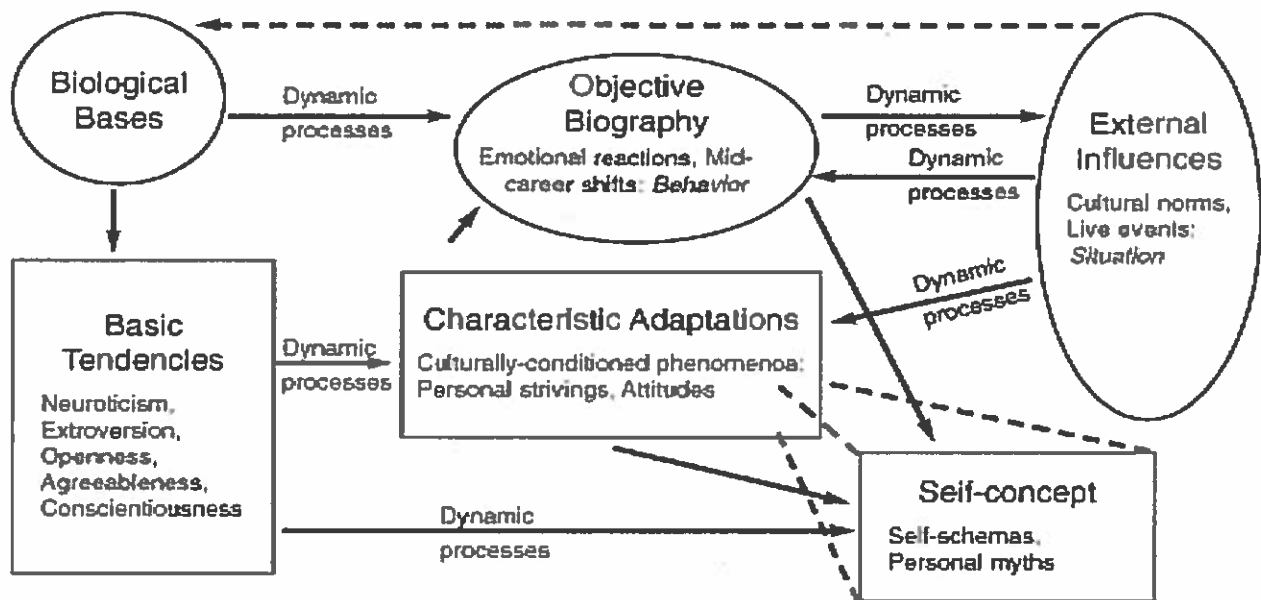 Biological
Bases
Dynamic
processes
Objective
Biography
Emotional reactions, Mid-
career shifts: Behavior
Dynamic
processes
Dynamic
processes
External
Influences
Cultural norms,
Live events:
Situation
Dynamic
processes
Basic
Tendencies
Neuroticism,
Extroversion,
Openness,
Agreeableness,
Conscientiousness
Dynamic
processes
Characteristic Adaptations
Culturally-conditioned phenomenoa:
Personal strivings, Attitudes
Dynamic
processes
Self-concept
Self-schemas,
Personal myths